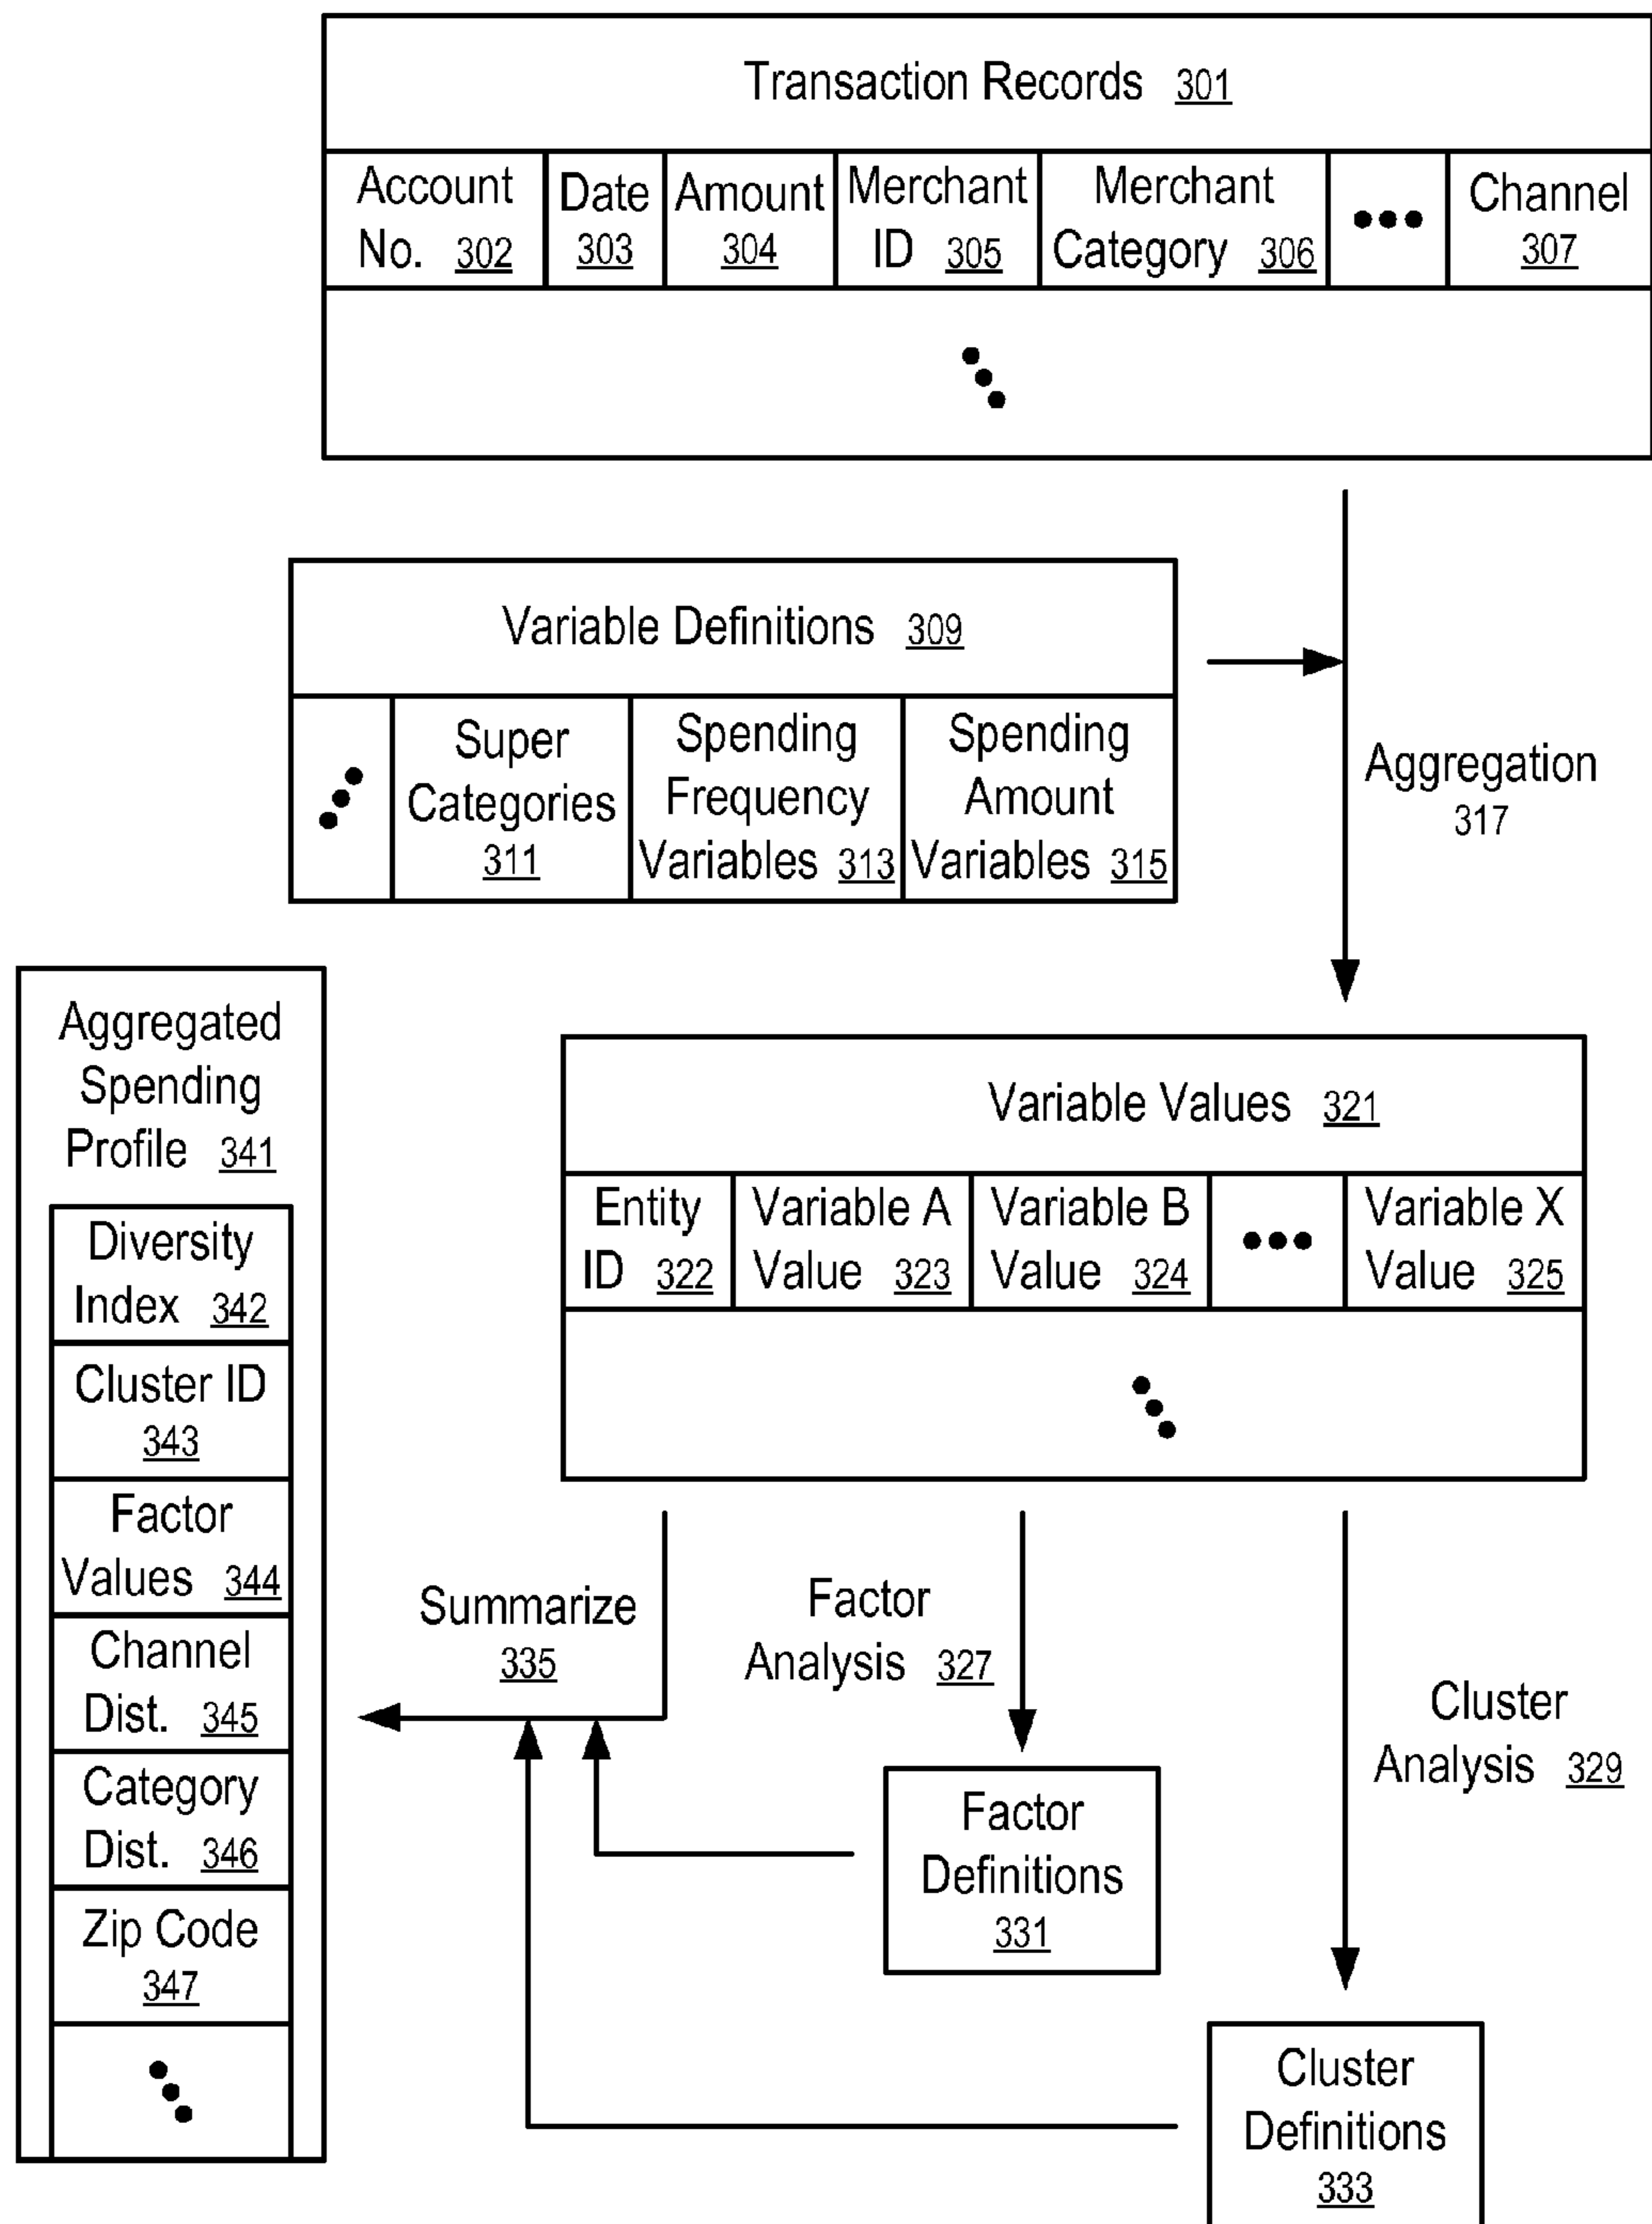 Transaction Records 301
Account
No. 302
Date
303
Amount
304
Merchant
ID 305
Merchant
Category 306
Channel
307
Variable Definitions 309
Super
Categories
311
Spending
Frequency
Variables 313
Spending
Amount
Variables 315
Aggregation
317
Aggregated
Spending
Profile 341
Diversity
Index 342
Cluster ID
343
Factor
Values 344
Channel
Dist. 345
Category
Dist. 346
Zip Code
347
Variable Values 321
Entity
ID 322
Variable A
Value 323
Variable B
Value 324
Variable X
Value 325
Summarize
335
Factor
Analysis 327
Cluster
Analysis 329
Factor
Definitions
331
Cluster
Definitions
333